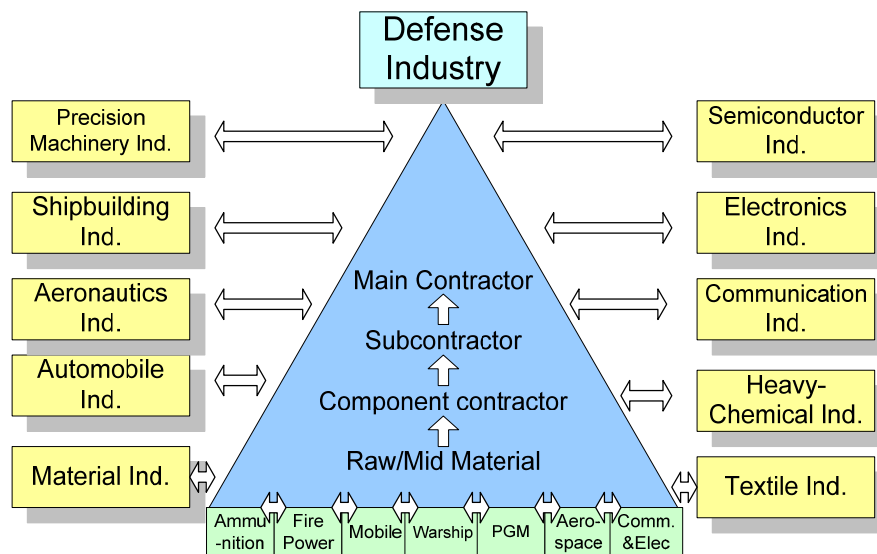 Defense
Industry
Precision
Machinery Ind.
Shipbuilding
Ind.
Aeronautics
Ind.
Automobile
Ind.
Material Ind.
Semiconductor
Ind.
Electronics
Ind.
Communication
Ind.
Heavy-
Chemical Ind.
Textile Ind.
Main Contractor
Subcontractor
Component contractor
Raw/Mid Material
Ammu
-nition
Fire
Power
Mobile
Warship
PGM
Aero-
space
Comm.
&Elec